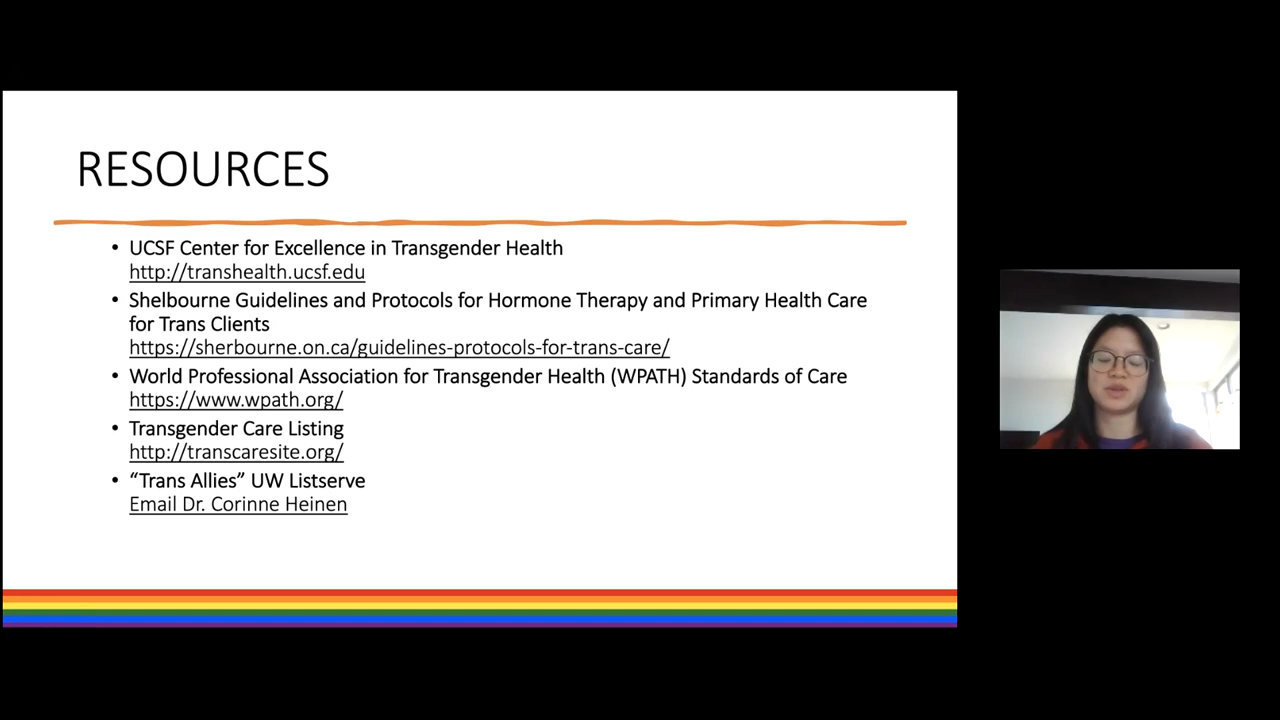 RESOURCES
• UCSF Center for Excellence in Transgender Health
http://transhealth.ucsf.edu
• Shelbourne Guidelines and Protocols for Hormone Therapy and Primary Health Care
for Trans Clients
https://sherbourne.on.ca/guidelines-protocols-for-trans-care/
• World Professional Association for Transgender Health (WPATH) Standards of Care
https://www.wpath.org/
• Transgender Care Listing
http://transcaresite.org/
• “Trans Allies” UW Listserve
Email Dr. Corinne Heinen